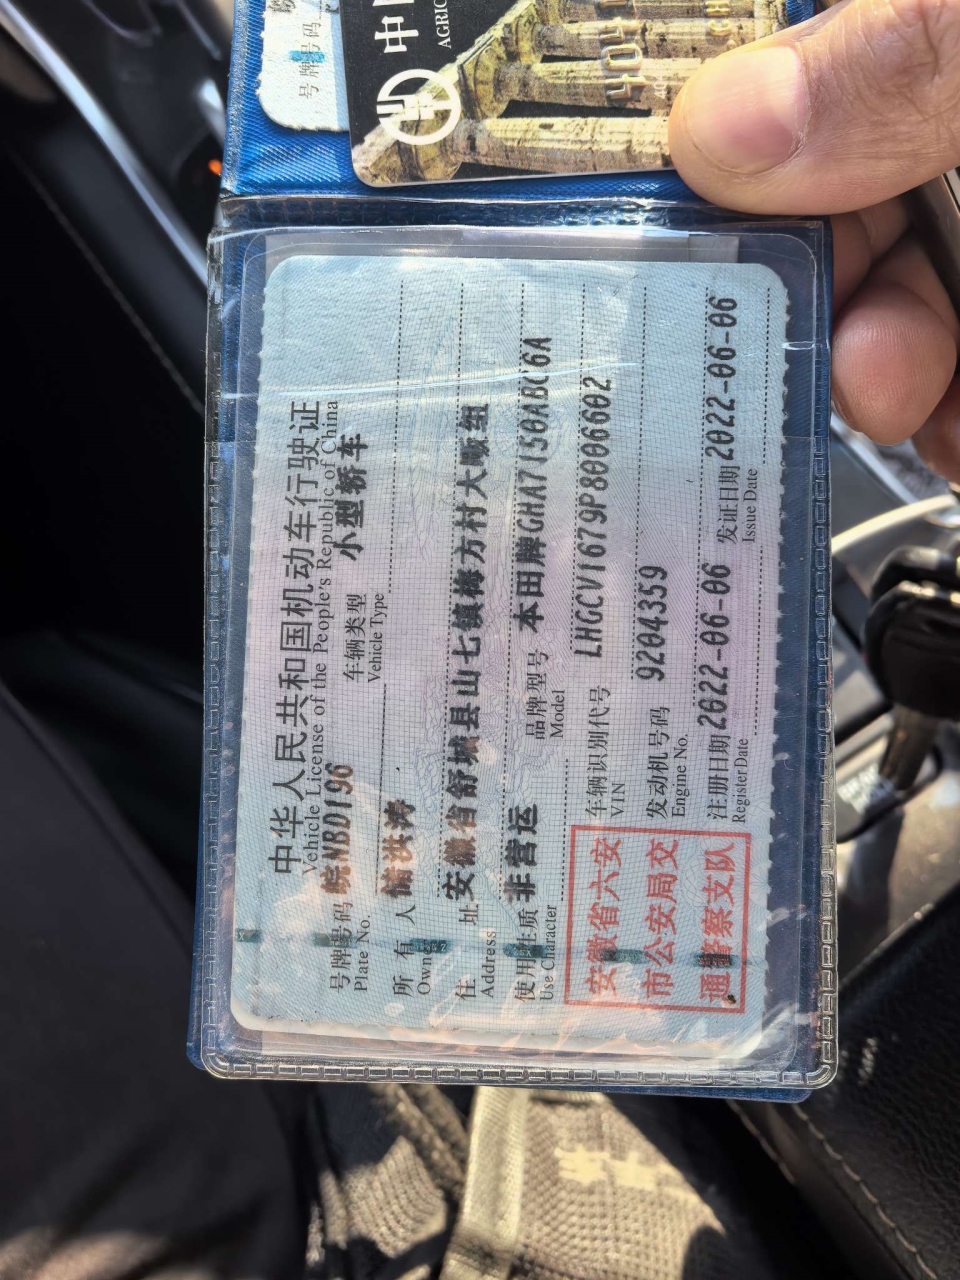 号牌号码
中
AGRIC
中华人民共和国机动车行驶证
Vehicle License of the People's Republic of China
号牌号码 皖NBD196 车辆类型 小型轿车
Plate No. Vehicle Type
所有人 储洪涛
Owner
住址 安徽省舒城县山七镇梅方村大畈组
Address
使用性质 非营运 品牌型号 本田牌GHA7150ABC6A
Use Character Model
车辆识别代号 LHGCV1679P8006602
VIN
发动机号码 9204359
Engine No.
注册日期 2022-06-06 发证日期 2022-06-06
Register Date Issue Date
安徽省六安
市公安局交
通警察支队